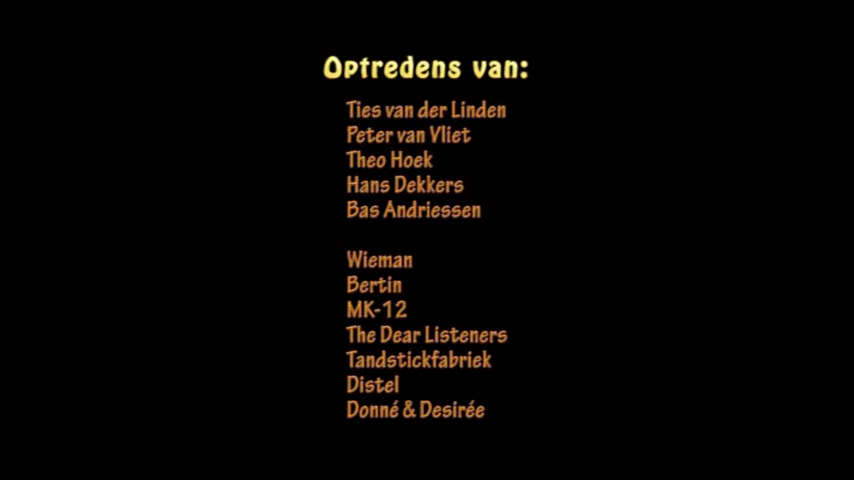 Optredens van:
Ties van der Linden
Peter van Vliet
Theo Hoek
Hans Dekkers
Bas Andriessen
Wieman
Bertin
MK-12
The Dear Listeners
Tandstickfabriek
Distel
Donné & Desirée